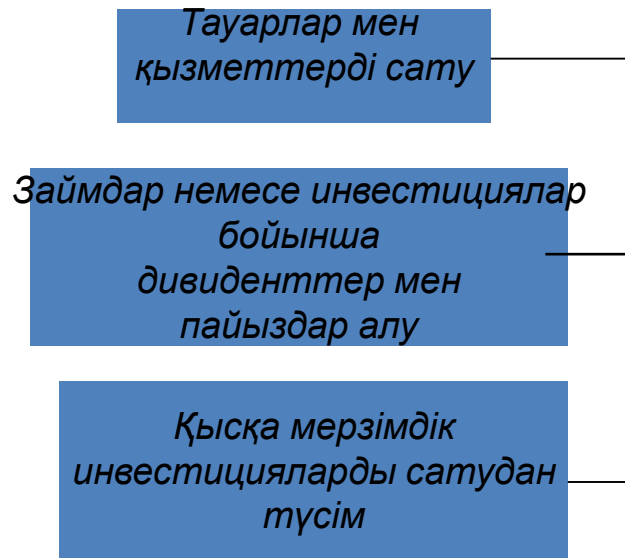 Тауарлар мен
қызметтерді сату
Займдар немесе инвестициялар
бойынша
дивиденттер мен
пайыздар алу
Қысқа мерзімдік
инвестицияларды сатудан
түсім